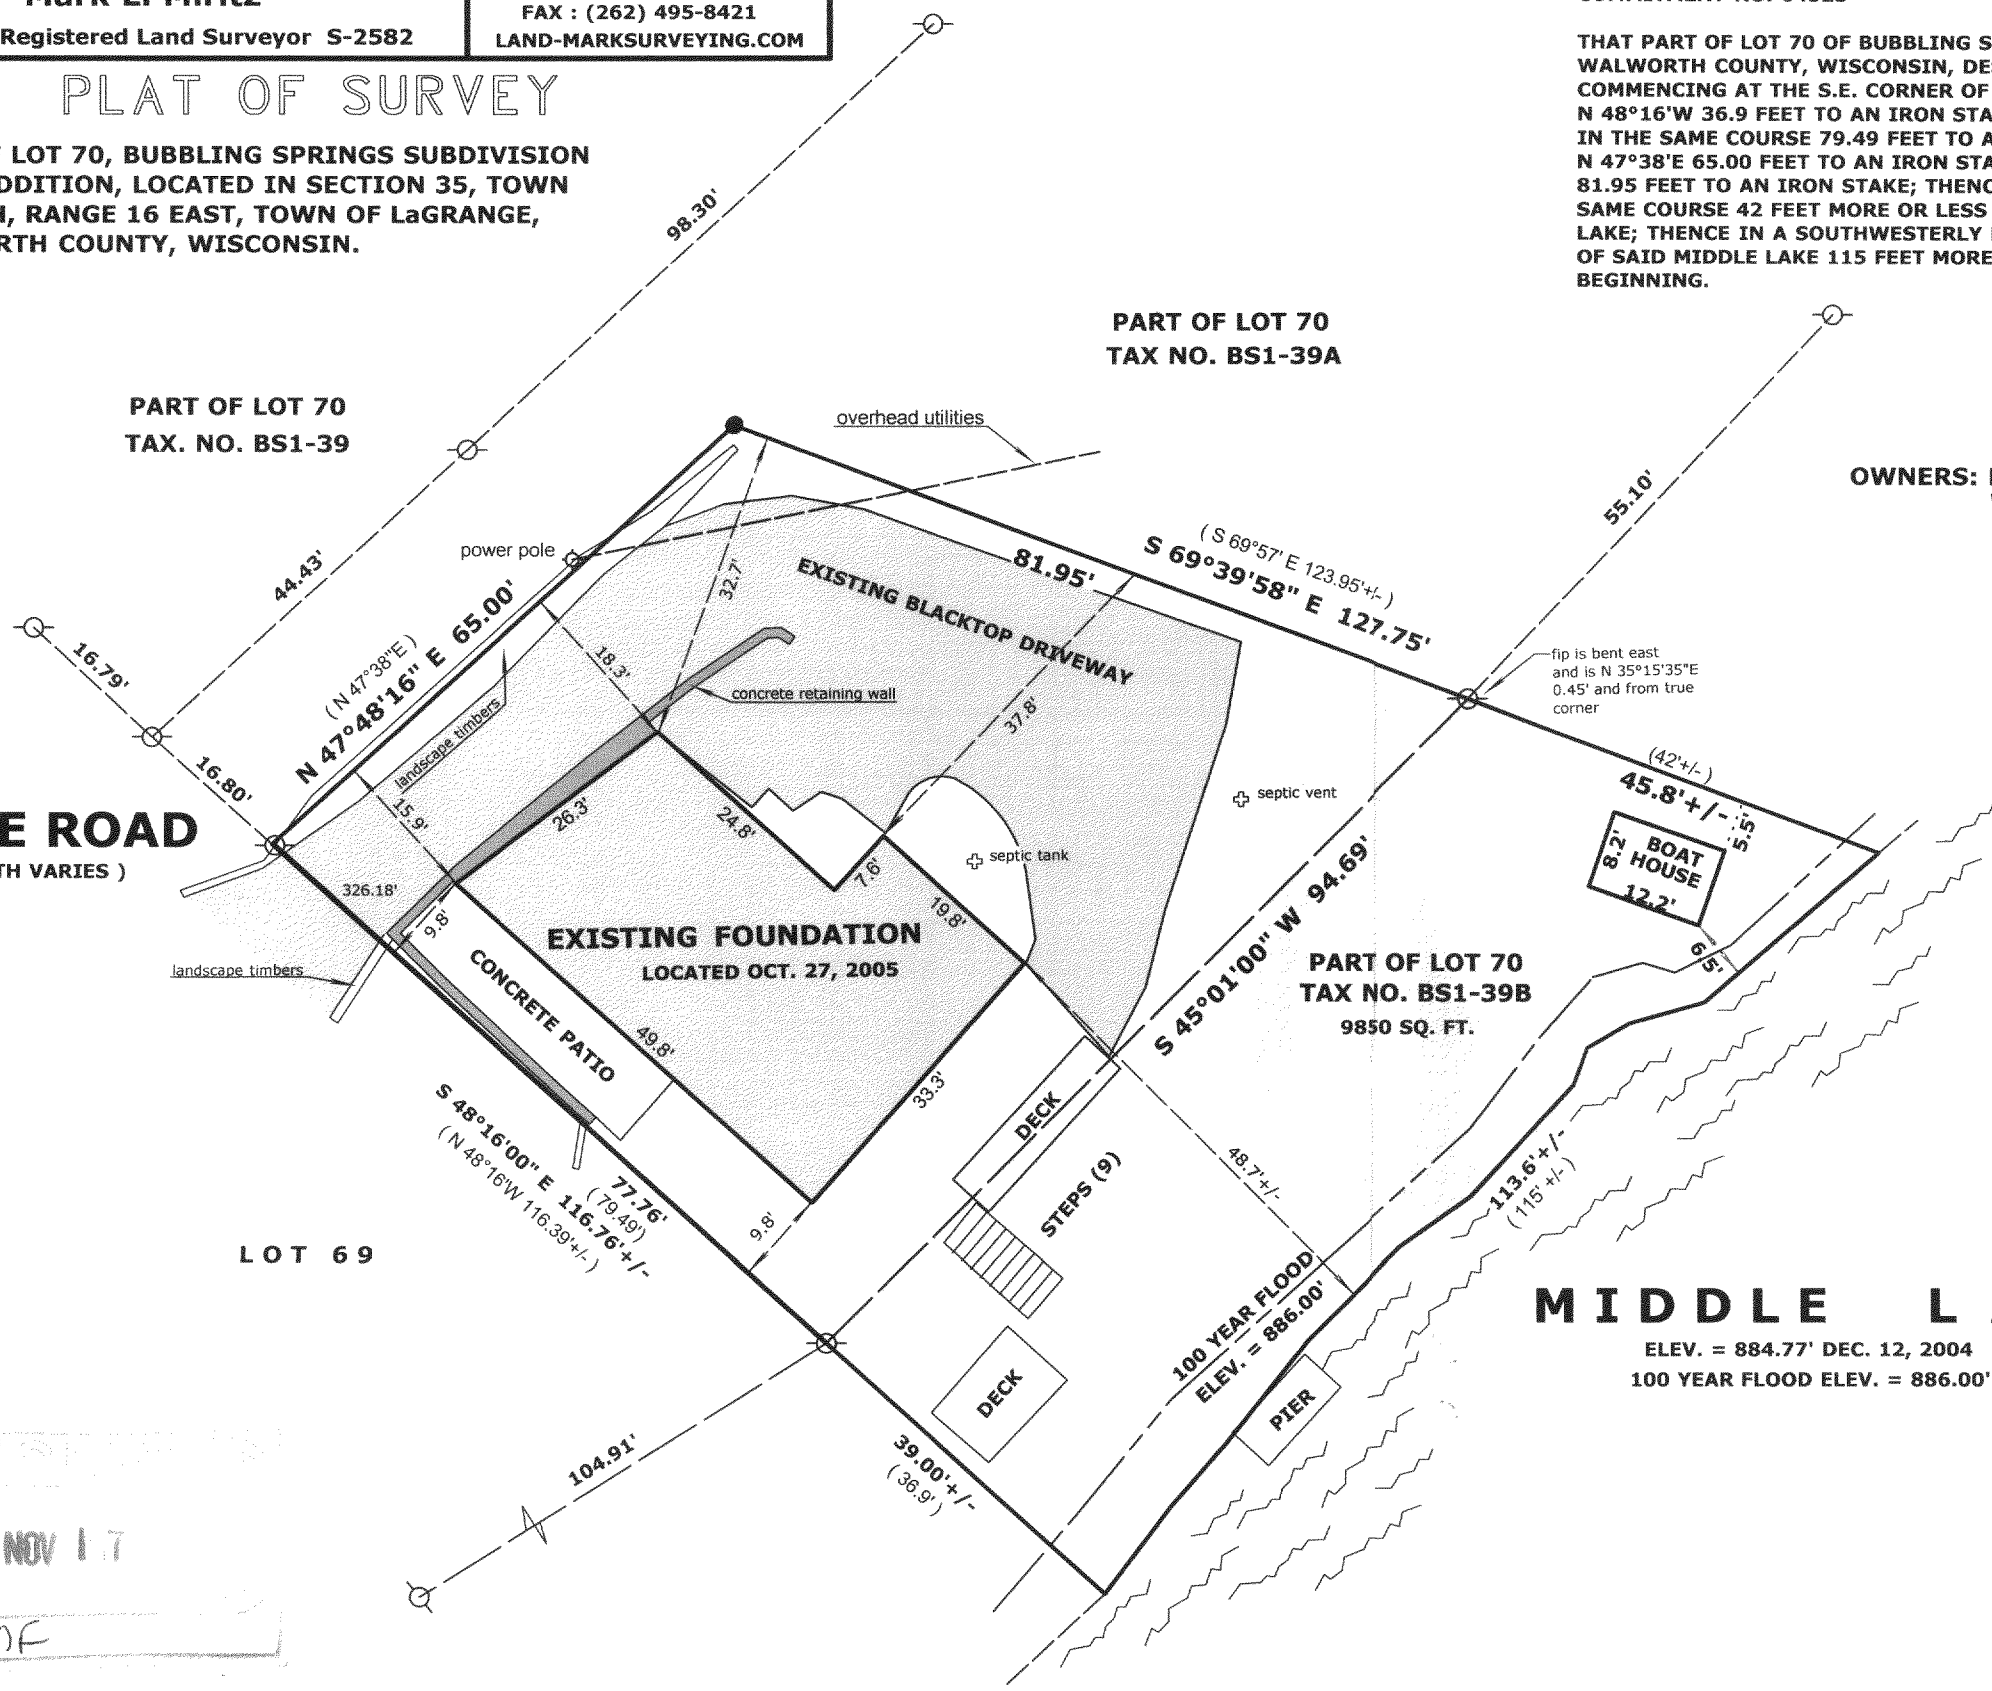 FAX : (262) 495-8421
Registered Land Surveyor S-2582
LAND-MARKSURVEYING.COM
PLAT OF SURVEY
LOT 70, BUBBLING SPRINGS SUBDIVISION
LOCATED IN SECTION 35, TOWN
RANGE 16 EAST, TOWN OF LaGRANGE,
COUNTY, WISCONSIN.
THAT PART OF LOT 70 OF BUBBLING S
WALWORTH COUNTY, WISCONSIN, DE
COMMENCING AT THE S.E. CORNER OF
N 48°16'W 36.9 FEET TO AN IRON STA
IN THE SAME COURSE 79.49 FEET TO A
N 47°38'E 65.00 FEET TO AN IRON STA
81.95 FEET TO AN IRON STAKE; THENC
SAME COURSE 42 FEET MORE OR LESS
LAKE; THENCE IN A SOUTHWESTERLY
OF SAID MIDDLE LAKE 115 FEET MORE
BEGINNING.
98.30'
PART OF LOT 70
TAX NO. BS1-39A
PART OF LOT 70
TAX. NO. BS1-39
overhead utilities
OWNERS:
55.10'
44.43'
power pole
32.7'
81.95'
( S 69°57' E 123.95'+/- )
S 69°39'58" E 127.75'
EXISTING BLACKTOP DRIVEWAY
16.79'
( N 47°38"E )
N 47°48'16" E 65.00'
18.3'
fip is bent east
and is N 35°15'35"E
0.45' and from true
corner
concrete retaining wall
landscape timbers
37.8'
16.80'
E ROAD
TH VARIES )
15.9'
26.3'
24.8'
septic vent
septic tank
(42'+/- )
45.8'+/-
5.5'
8.2'
BOAT
HOUSE
12.2'
6.5'
326.18'
9.8'
7.6'
19.8'
EXISTING FOUNDATION
LOCATED OCT. 27, 2005
S 45°01'00" W 94.69'
PART OF LOT 70
TAX NO. BS1-39B
9850 SQ. FT.
landscape timbers
CONCRETE PATIO
49.8'
33.3'
DECK
STEPS (9)
48.7'+/-
113.6'+/-
( 115' +/- )
S 48°16'00" E 116.76'+/-
( N 48°16'W 116.39'+/- )
77.76'
( 79.49')
9.8'
LOT 69
100 YEAR FLOOD
ELEV. = 886.00'
MIDDLE L
ELEV. = 884.77' DEC. 12, 2004
100 YEAR FLOOD ELEV. = 886.00'
DECK
PIER
104.91'
39.00'+/-
( 36.9' )
N
NOV 17